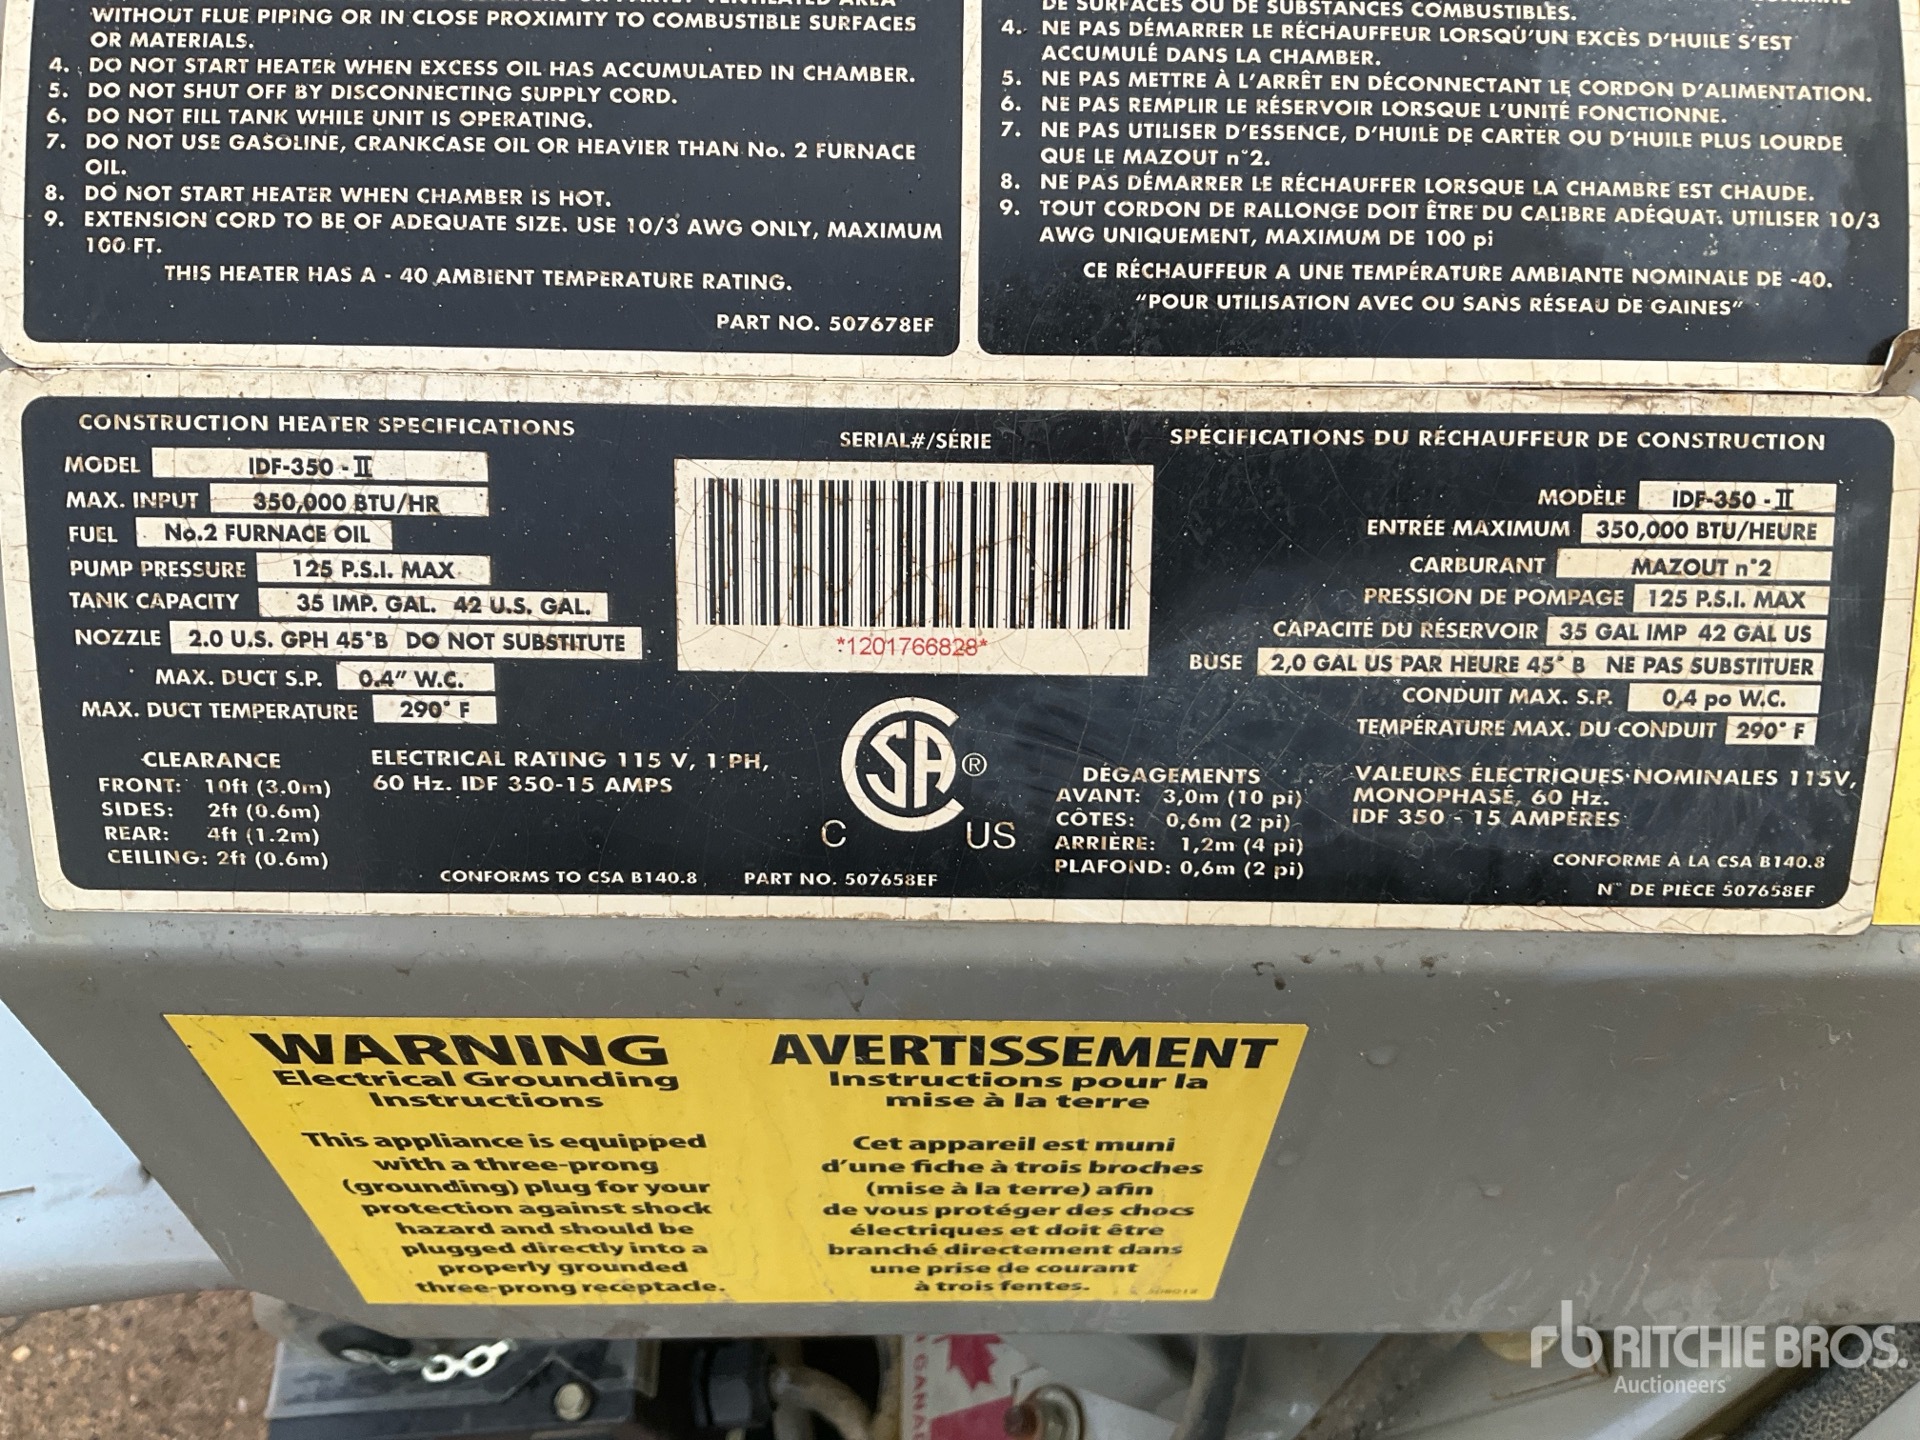 WITHOUT FLUE PIPING OR IN CLOSE PROXIMITY TO COMBUSTIBLE SURFACES
OR MATERIALS.
4. DO NOT START HEATER WHEN EXCESS OIL HAS ACCUMULATED IN CHAMBER.
5. DO NOT SHUT OFF BY DISCONNECTING SUPPLY CORD.
6. DO NOT FILL TANK WHILE UNIT IS OPERATING.
7. DO NOT USE GASOLINE, CRANKCASE OIL OR HEAVIER THAN No. 2 FURNACE
OIL.
8. DO NOT START HEATER WHEN CHAMBER IS HOT.
9. EXTENSION CORD TO BE OF ADEQUATE SIZE. USE 10/3 AWG ONLY, MAXIMUM
100 FT.
THIS HEATER HAS A - 40 AMBIENT TEMPERATURE RATING.
PART NO. 507678EF
DE SURFACES OU DE SUBSTANCES COMBUSTIBLES.
4. NE PAS DÉMARRER LE RÉCHAUFFEUR LORSQU'UN EXCÈS D'HUILE S'EST
ACCUMULÉ DANS LA CHAMBER.
5. NE PAS METTRE À L'ARRÊT EN DÉCONNECTANT LE CORDON D'ALIMENTATION.
6. NE PAS REMPLIR LE RÉSERVOIR LORSQUE L'UNITÉ FONCTIONNE.
7. NE PAS UTILISER D'ESSENCE, D'HUILE DE CARTER OU D'HUILE PLUS LOURDE
QUE LE MAZOUT n°2.
8. NE PAS DÉMARRER LE RÉCHAUFFER LORSQUE LA CHAMBRE EST CHAUDE.
9. TOUT CORDON DE RALLONGE DOIT ÊTRE DU CALIBRE ADÉQUAT. UTILISER 10/3
AWG UNIQUEMENT, MAXIMUM DE 100 pi
CE RÉCHAUFFEUR A UNE TEMPÉRATURE AMBIANTE NOMINALE DE -40.
"POUR UTILISATION AVEC OU SANS RÉSEAU DE GAINES"
CONSTRUCTION HEATER SPECIFICATIONS
MODEL IDF-350 - II
MAX. INPUT 350,000 BTU/HR
FUEL No.2 FURNACE OIL
PUMP PRESSURE 125 P.S.I. MAX
TANK CAPACITY 35 IMP. GAL. 42 U.S. GAL.
NOZZLE 2.0 U.S. GPH 45°B DO NOT SUBSTITUTE
MAX. DUCT S.P. 0.4" W.C.
MAX. DUCT TEMPERATURE 290° F
CLEARANCE
FRONT: 10ft (3.0m)
SIDES: 2ft (0.6m)
REAR: 4ft (1.2m)
CEILING: 2ft (0.6m)
ELECTRICAL RATING 115 V, 1 PH,
60 Hz. IDF 350-15 AMPS
CONFORMS TO CSA B140.8 PART NO. 507658EF
SERIAL#/SÉRIE
*1201766828*
CSA ®
C US
SPÉCIFICATIONS DU RÉCHAUFFEUR DE CONSTRUCTION
MODÈLE IDF-350 - II
ENTRÉE MAXIMUM 350,000 BTU/HEURE
CARBURANT MAZOUT n°2
PRESSION DE POMPAGE 125 P.S.I. MAX
CAPACITÉ DU RÉSERVOIR 35 GAL IMP 42 GAL US
BUSE 2,0 GAL US PAR HEURE 45° B NE PAS SUBSTITUER
CONDUIT MAX. S.P. 0,4 po W.C.
TEMPÉRATURE MAX. DU CONDUIT 290° F
DÉGAGEMENTS
AVANT: 3,0m (10 pi)
CÔTES: 0,6m (2 pi)
ARRIÈRE: 1,2m (4 pi)
PLAFOND: 0,6m (2 pi)
VALEURS ÉLECTRIQUES NOMINALES 115V,
MONOPHASÉ, 60 Hz.
IDF 350 - 15 AMPÈRES
CONFORME À LA CSA B140.8
N° DE PIÈCE 507658EF
WARNING
Electrical Grounding
Instructions
This appliance is equipped
with a three-prong
(grounding) plug for your
protection against shock
hazard and should be
plugged directly into a
properly grounded
three-prong receptacle.
AVERTISSEMENT
Instructions pour la
mise à la terre
Cet appareil est muni
d'une fiche à trois broches
(mise à la terre) afin
de vous protéger des chocs
électriques et doit être
branché directement dans
une prise de courant
à trois fentes.
CANAD
rb RITCHIE BROS.
Auctioneers